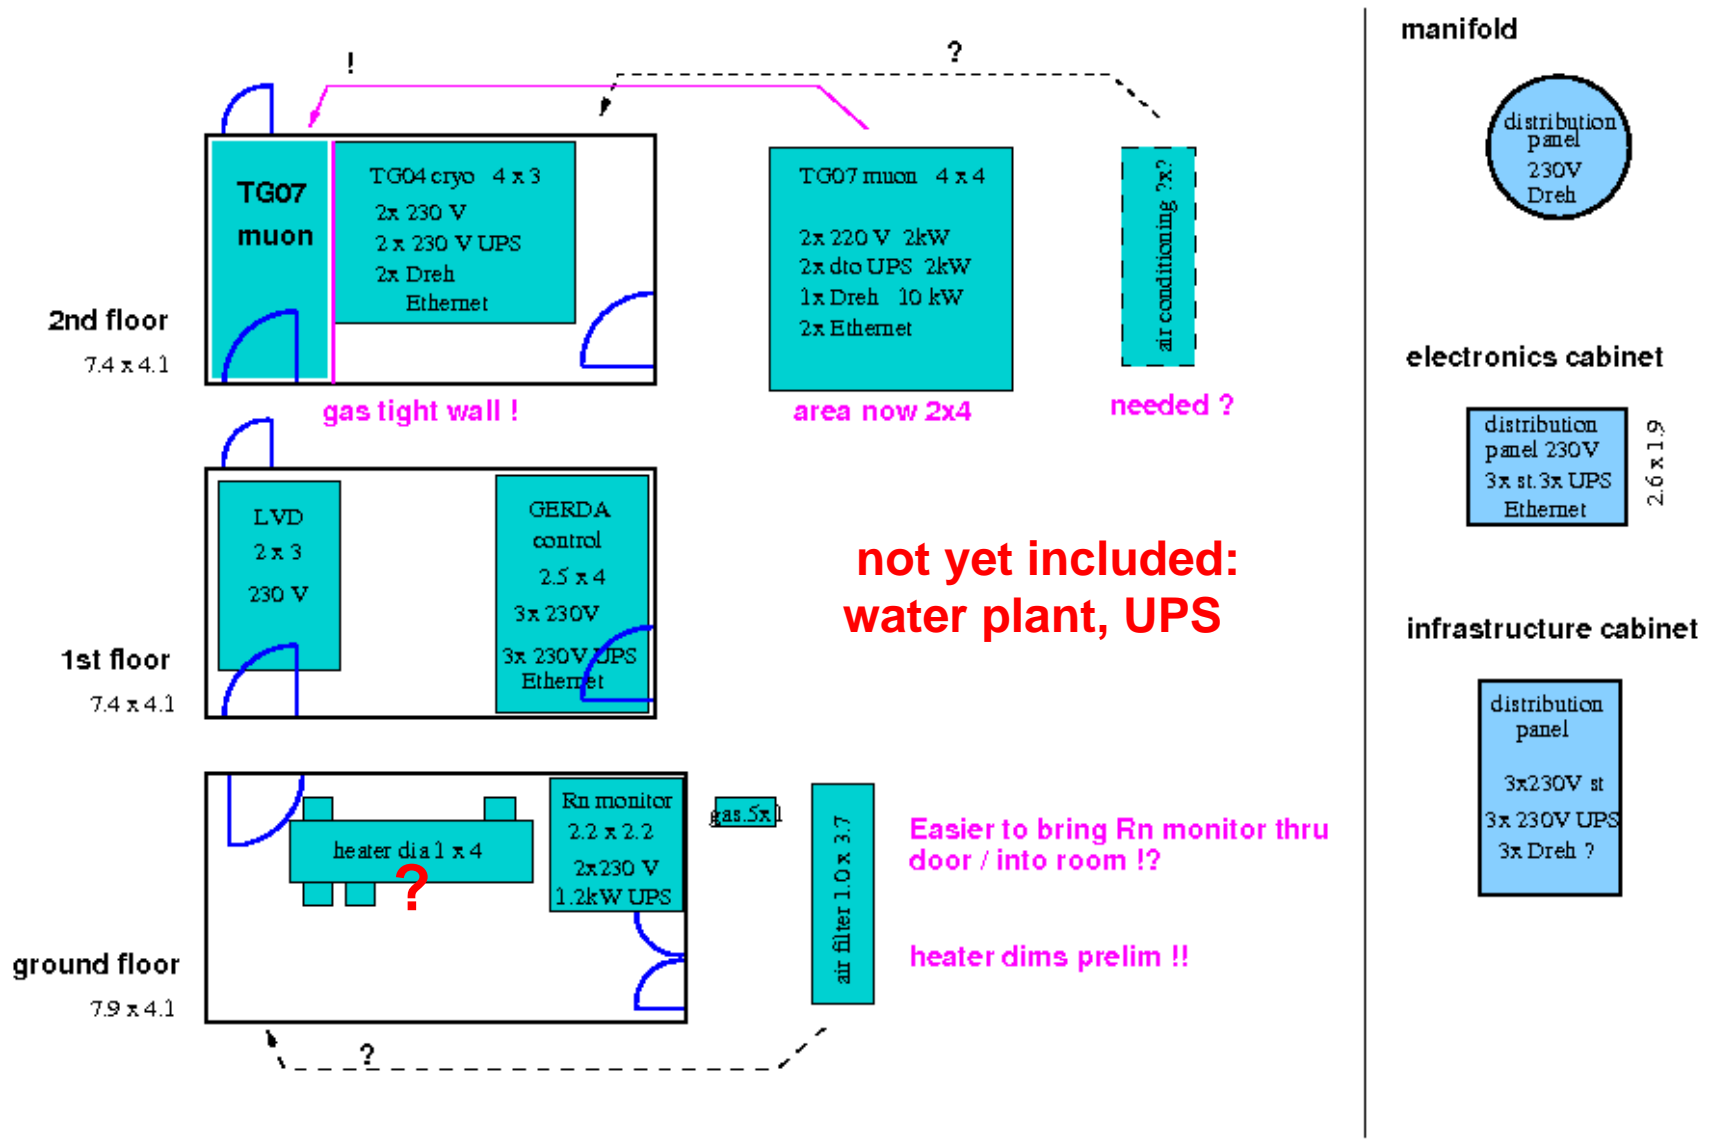 !
?
TG07
muon
TG04 cryo 4 x 3
2x 230 V
2 x 230 V UPS
2x Dreh
Ethernet
TG07 muon 4 x 4
2x 220 V 2kW
2x dto UPS 2kW
1x Dreh 10 kW
2x Ethernet
air conditioning ?x?
2nd floor
7.4 x 4.1
gas tight wall !
area now 2x4
needed ?
LVD
2 x 3
230 V
GERDA
control
2.5 x 4
3x 230V
3x 230V UPS
Ethernet
1st floor
7.4 x 4.1
not yet included:
water plant, UPS
heater dia 1 x 4
?
Rn monitor
2.2 x 2.2
2x230 V
1.2kW UPS
gas.5x1
air filter 1.0 x 3.7
Easier to bring Rn monitor thru
door / into room !?
heater dims prelim !!
ground floor
7.9 x 4.1
?
manifold
distribution
panel
230V
Dreh
electronics cabinet
distribution
panel 230V
3x st.3x UPS
Ethernet
2.6 x 1.9
infrastructure cabinet
distribution
panel
3x230V st
3x 230V UPS
3x Dreh ?